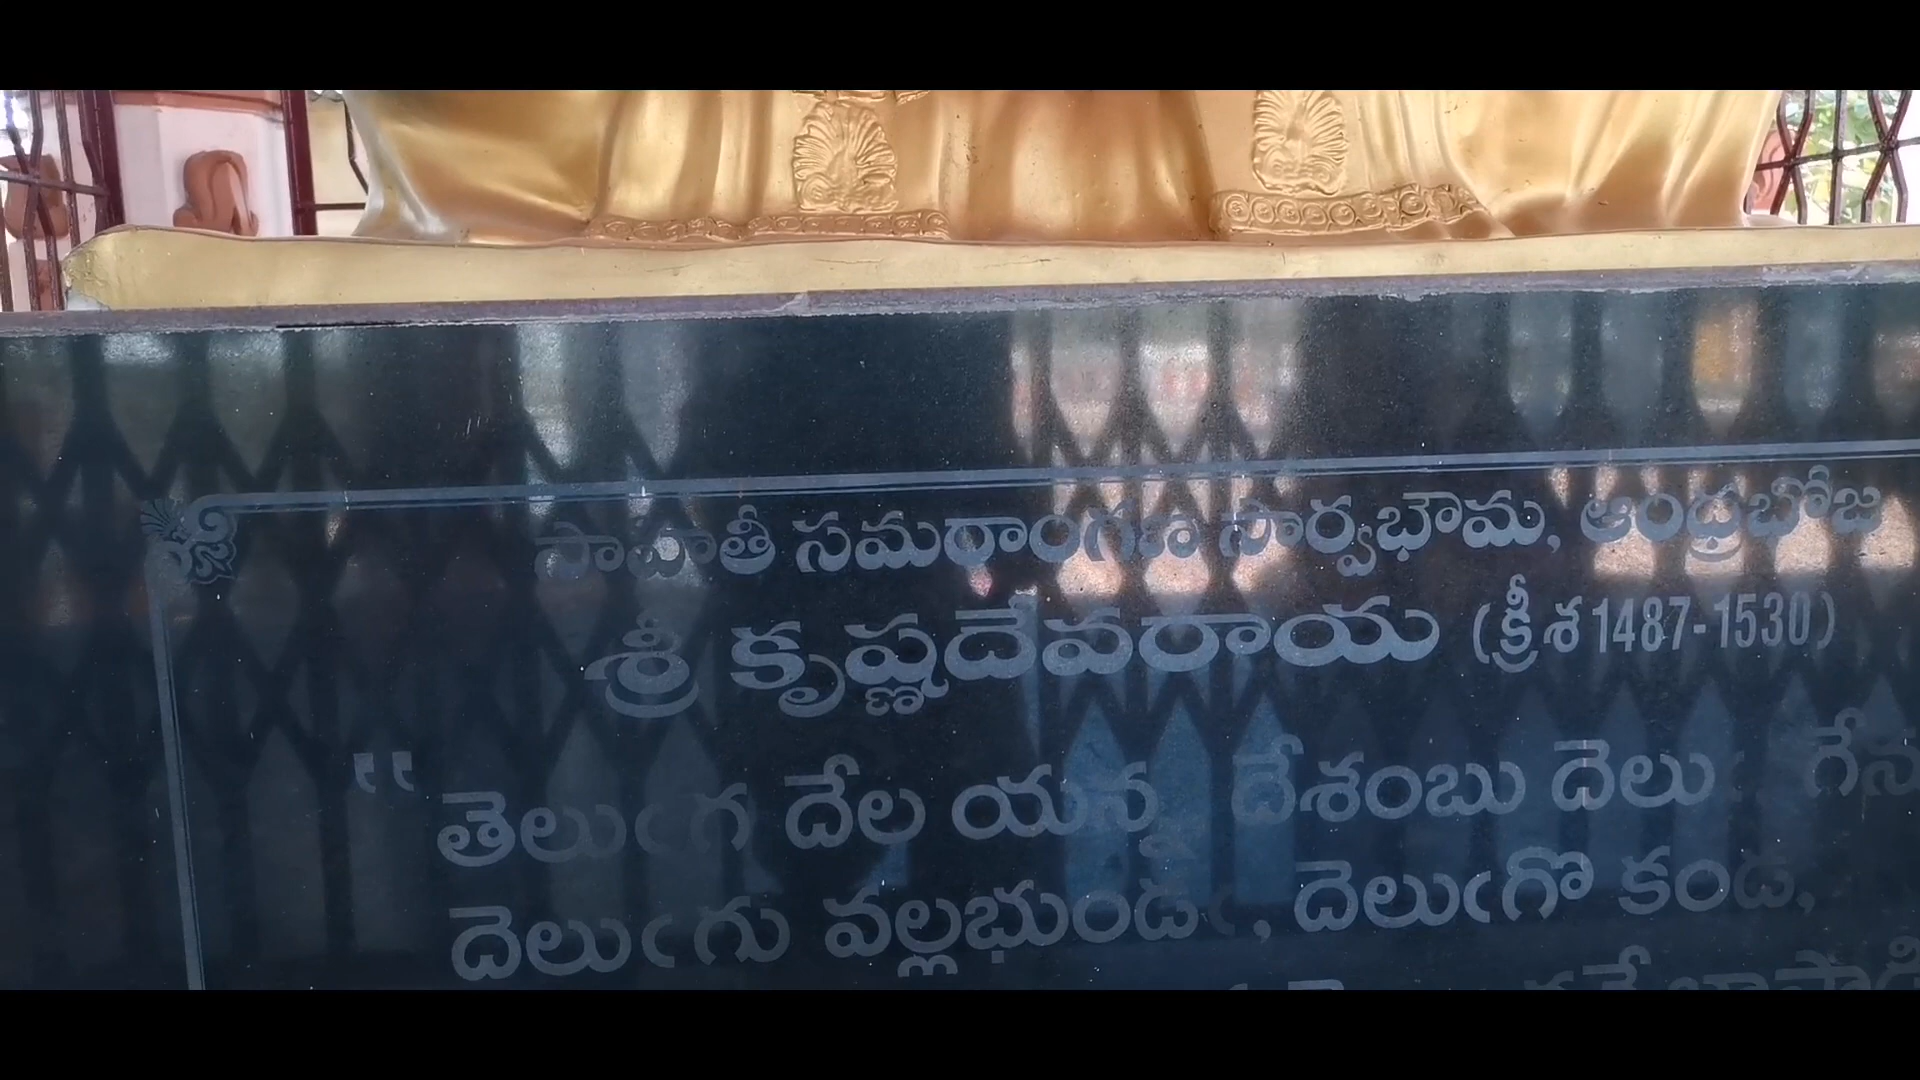 సాహితీ సమరాంగణ సార్వభౌమ, ఆంధ్రభోజ
శ్రీ కృష్ణదేవరాయ (క్రీశ 1487-1530)
"తెలుఁగ దేల యన్న దేశంబు దెలుఁ గేను
దెలుఁగు వల్లభుండఁ, దెలుఁగొ కండ,